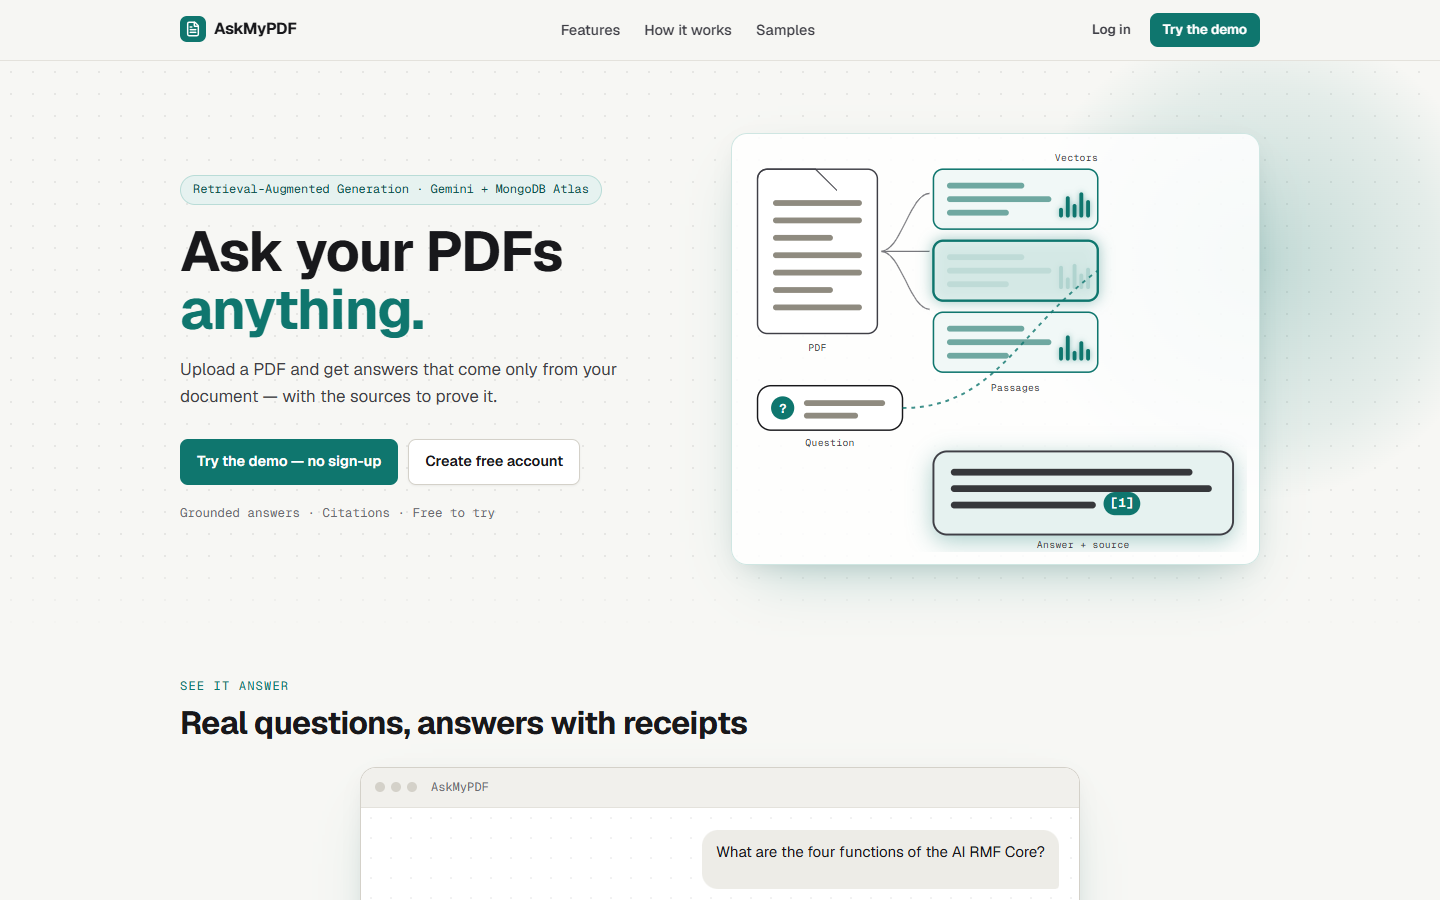 AskMyPDF
Features
How it works
Samples
Log in
Try the demo
Retrieval-Augmented Generation · Gemini + MongoDB Atlas
Ask your PDFs
anything.
Upload a PDF and get answers that come only from your
document — with the sources to prove it.
Try the demo — no sign-up
Create free account
Grounded answers · Citations · Free to try
Vectors
PDF
Passages
?
Question
[1]
Answer + source
SEE IT ANSWER
Real questions, answers with receipts
AskMyPDF
What are the four functions of the AI RMF Core?